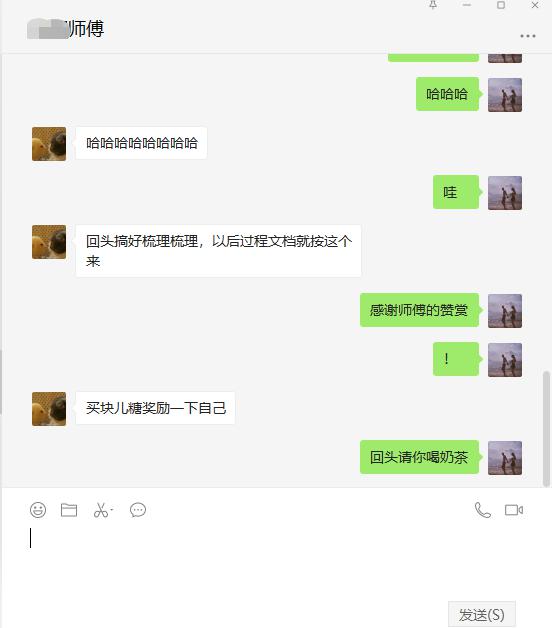 师傅
哈哈哈
哈哈哈哈哈哈哈哈
哇
回头搞好梳理梳理，以后过程文档就按这个
来
感谢师傅的赞赏
！
买块儿糖奖励一下自己
回头请你喝奶茶
发送(S)